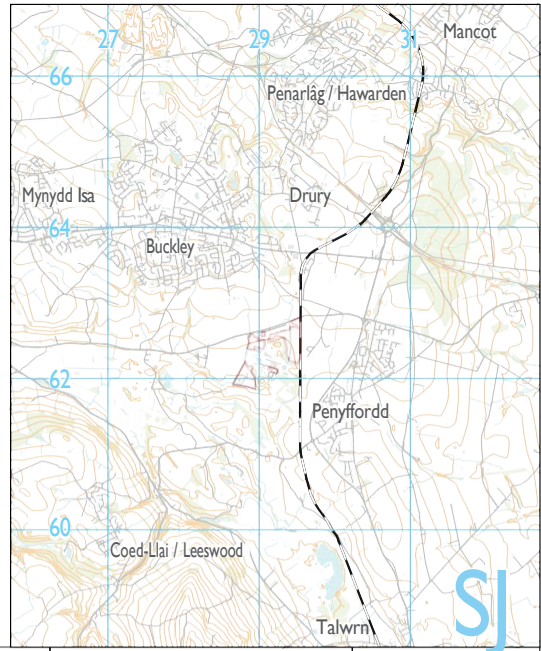 Mancot
27
29
31
66
Penarlâg / Hawarden
Mynydd Isa
Drury
64
Buckley
62
Penyffordd
60
Coed-Llai / Leeswood
SJ
Talwrn